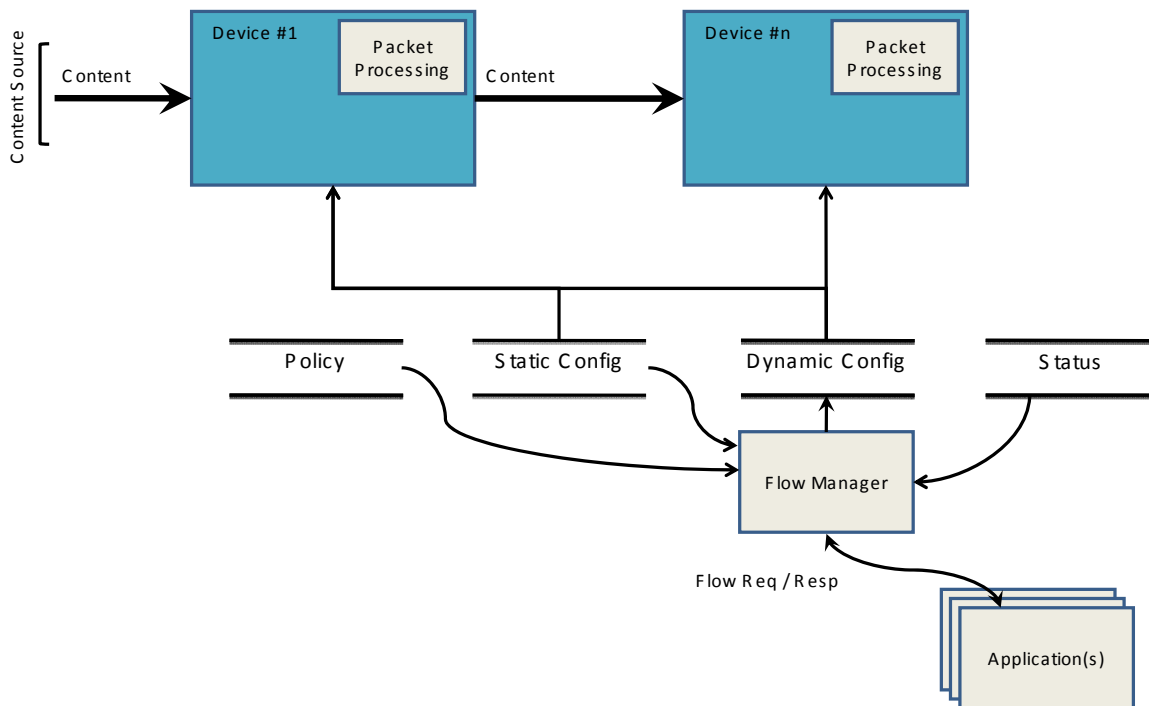 Content Source
Content
Device #1
Packet
Processing
Content
Device #n
Packet
Processing
Policy
Static Config
Dynamic Config
Status
Flow Manager
Flow Req / Resp
Application(s)